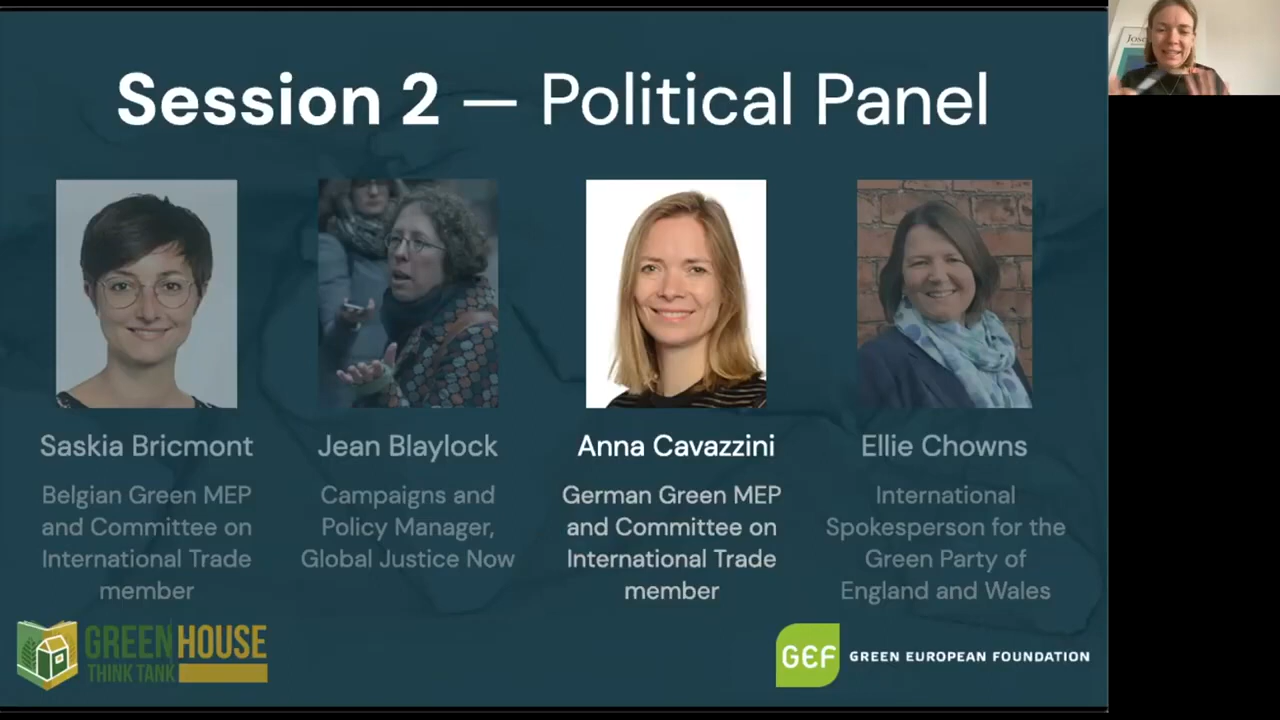 Session 2 — Political Panel
Saskia Bricmont
Belgian Green MEP
and Committee on
International Trade
member
Jean Blaylock
Campaigns and
Policy Manager,
Global Justice Now
Anna Cavazzini
German Green MEP
and Committee on
International Trade
member
Ellie Chowns
International
Spokesperson for the
Green Party of
England and Wales
GREEN HOUSE
THINK TANK
GEF
GREEN EUROPEAN FOUNDATION